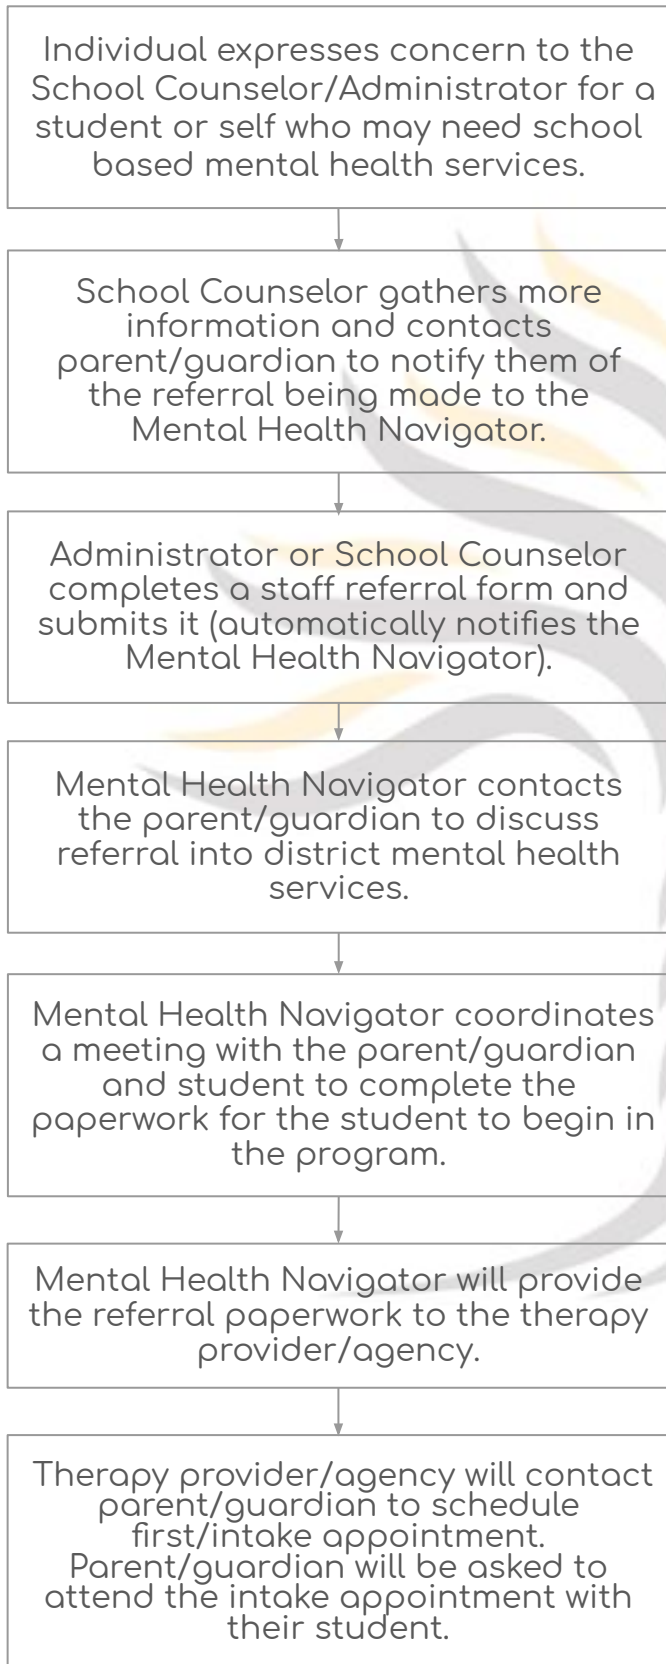 Individual expresses concern to the
School Counselor/Administrator for a
student or self who may need school
based mental health services.
School Counselor gathers more
information and contacts
parent/guardian to notify them of
the referral being made to the
Mental Health Navigator.
Administrator or School Counselor
completes a staff referral form and
submits it (automatically notifies the
Mental Health Navigator).
Mental Health Navigator contacts
the parent/guardian to discuss
referral into district mental health
services.
Mental Health Navigator coordinates
a meeting with the parent/guardian
and student to complete the
paperwork for the student to begin in
the program.
Mental Health Navigator will provide
the referral paperwork to the therapy
provider/agency.
Therapy provider/agency will contact
parent/guardian to schedule
first/intake appointment.
Parent/guardian will be asked to
attend the intake appointment with
their student.